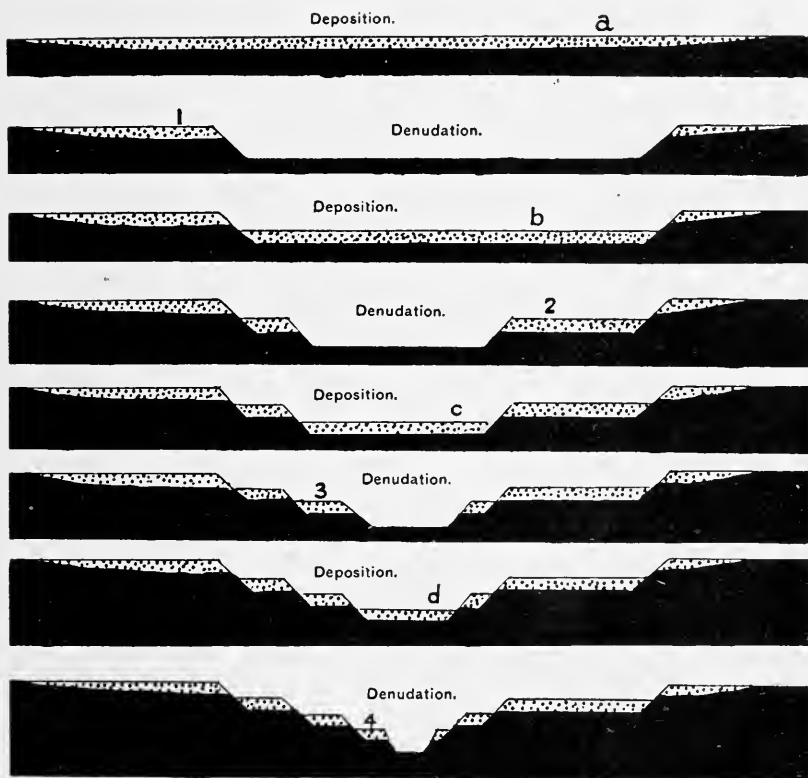 Deposition. a
1 Denudation.
Deposition. b
Denudation. 2
Deposition. c
3 Denudation.
Deposition. d
Denudation.
4